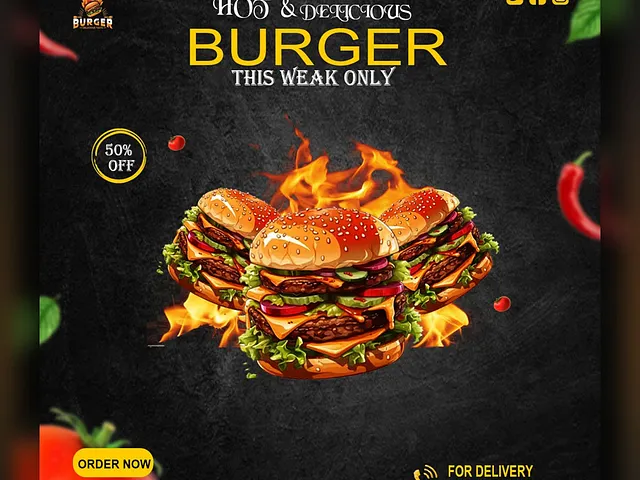 BURGER
HOT & DELICIOUS
BURGER
THIS WEAK ONLY
50%
OFF
ORDER NOW
FOR DELIVERY